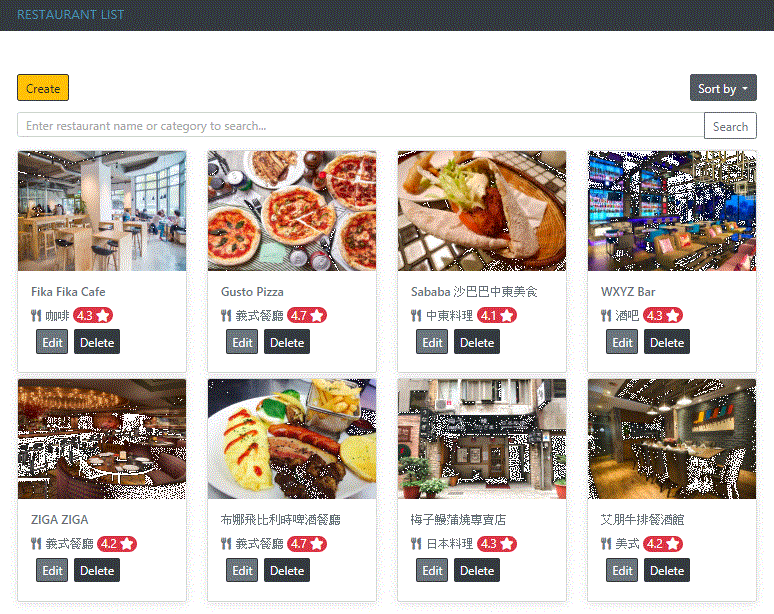 RESTAURANT LIST
Create
Sort by
Enter restaurant name or category to search...
Search
Fika Fika Cafe
咖啡 4.3
Edit Delete
Gusto Pizza
義式餐廳 4.7
Edit Delete
Sababa 沙巴巴中東美食
中東料理 4.1
Edit Delete
WXYZ Bar
酒吧 4.3
Edit Delete
ZIGA ZIGA
義式餐廳 4.2
Edit Delete
布娜飛比利時啤酒餐廳
義式餐廳 4.7
Edit Delete
梅子鰻蒲燒專賣店
日本料理 4.3
Edit Delete
艾朋牛排餐酒館
美式 4.2
Edit Delete